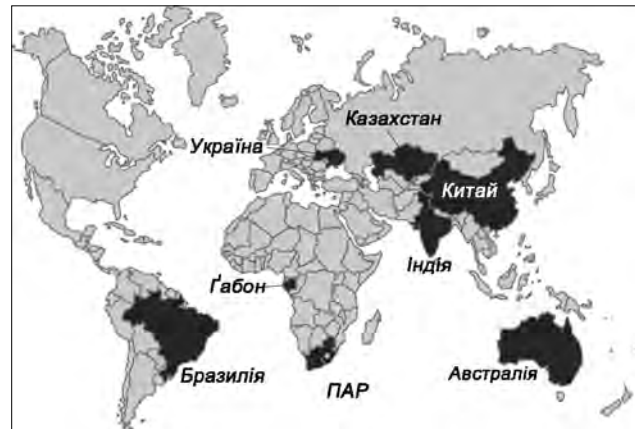 Казахстан
Україна
Китай
Індія
Ґабон
Бразилія
ПАР
Австралія